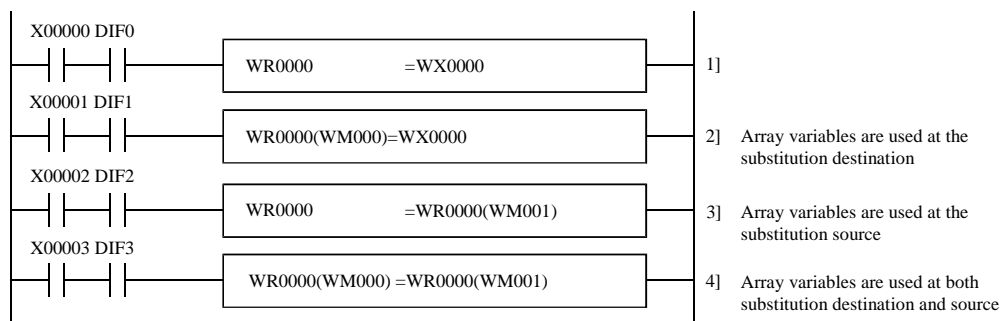 X00000 DIF0
WR0000 =WX0000 1]
X00001 DIF1
WR0000(WM000)=WX0000 2] Array variables are used at the
substitution destination
X00002 DIF2
WR0000 =WR0000(WM001) 3] Array variables are used at the
substitution source
X00003 DIF3
WR0000(WM000) =WR0000(WM001) 4] Array variables are used at both
substitution destination and source